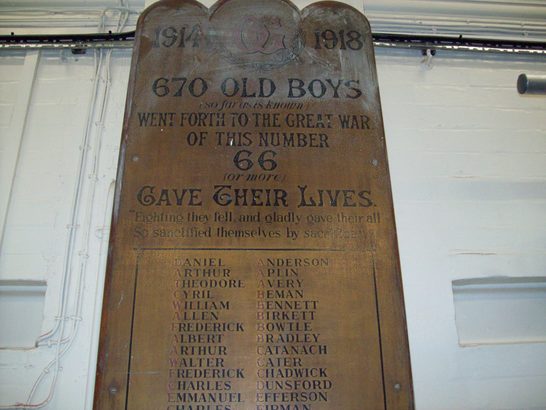 1914 1918
670 OLD BOYS
(so far as is known)
WENT FORTH TO THE GREAT WAR
OF THIS NUMBER
66
(or more)
GAVE THEIR LIVES.
"Fighting they fell, and gladly gave their all
So sanctified themselves by sacrifice
DANIEL ANDERSON
ARTHUR APLIN
THEODORE AVERY
CYRIL BEMAN
WILLIAM BENNETT
ALLEN BIRKETT
FREDERICK BOWTLE
ALBERT BRADLEY
ARTHUR CATANACH
WALTER CATER
FREDERICK CHADWICK
CHARLES DUNSFORD
EMMANUEL EFFERSON
CHARLES FIRMAN